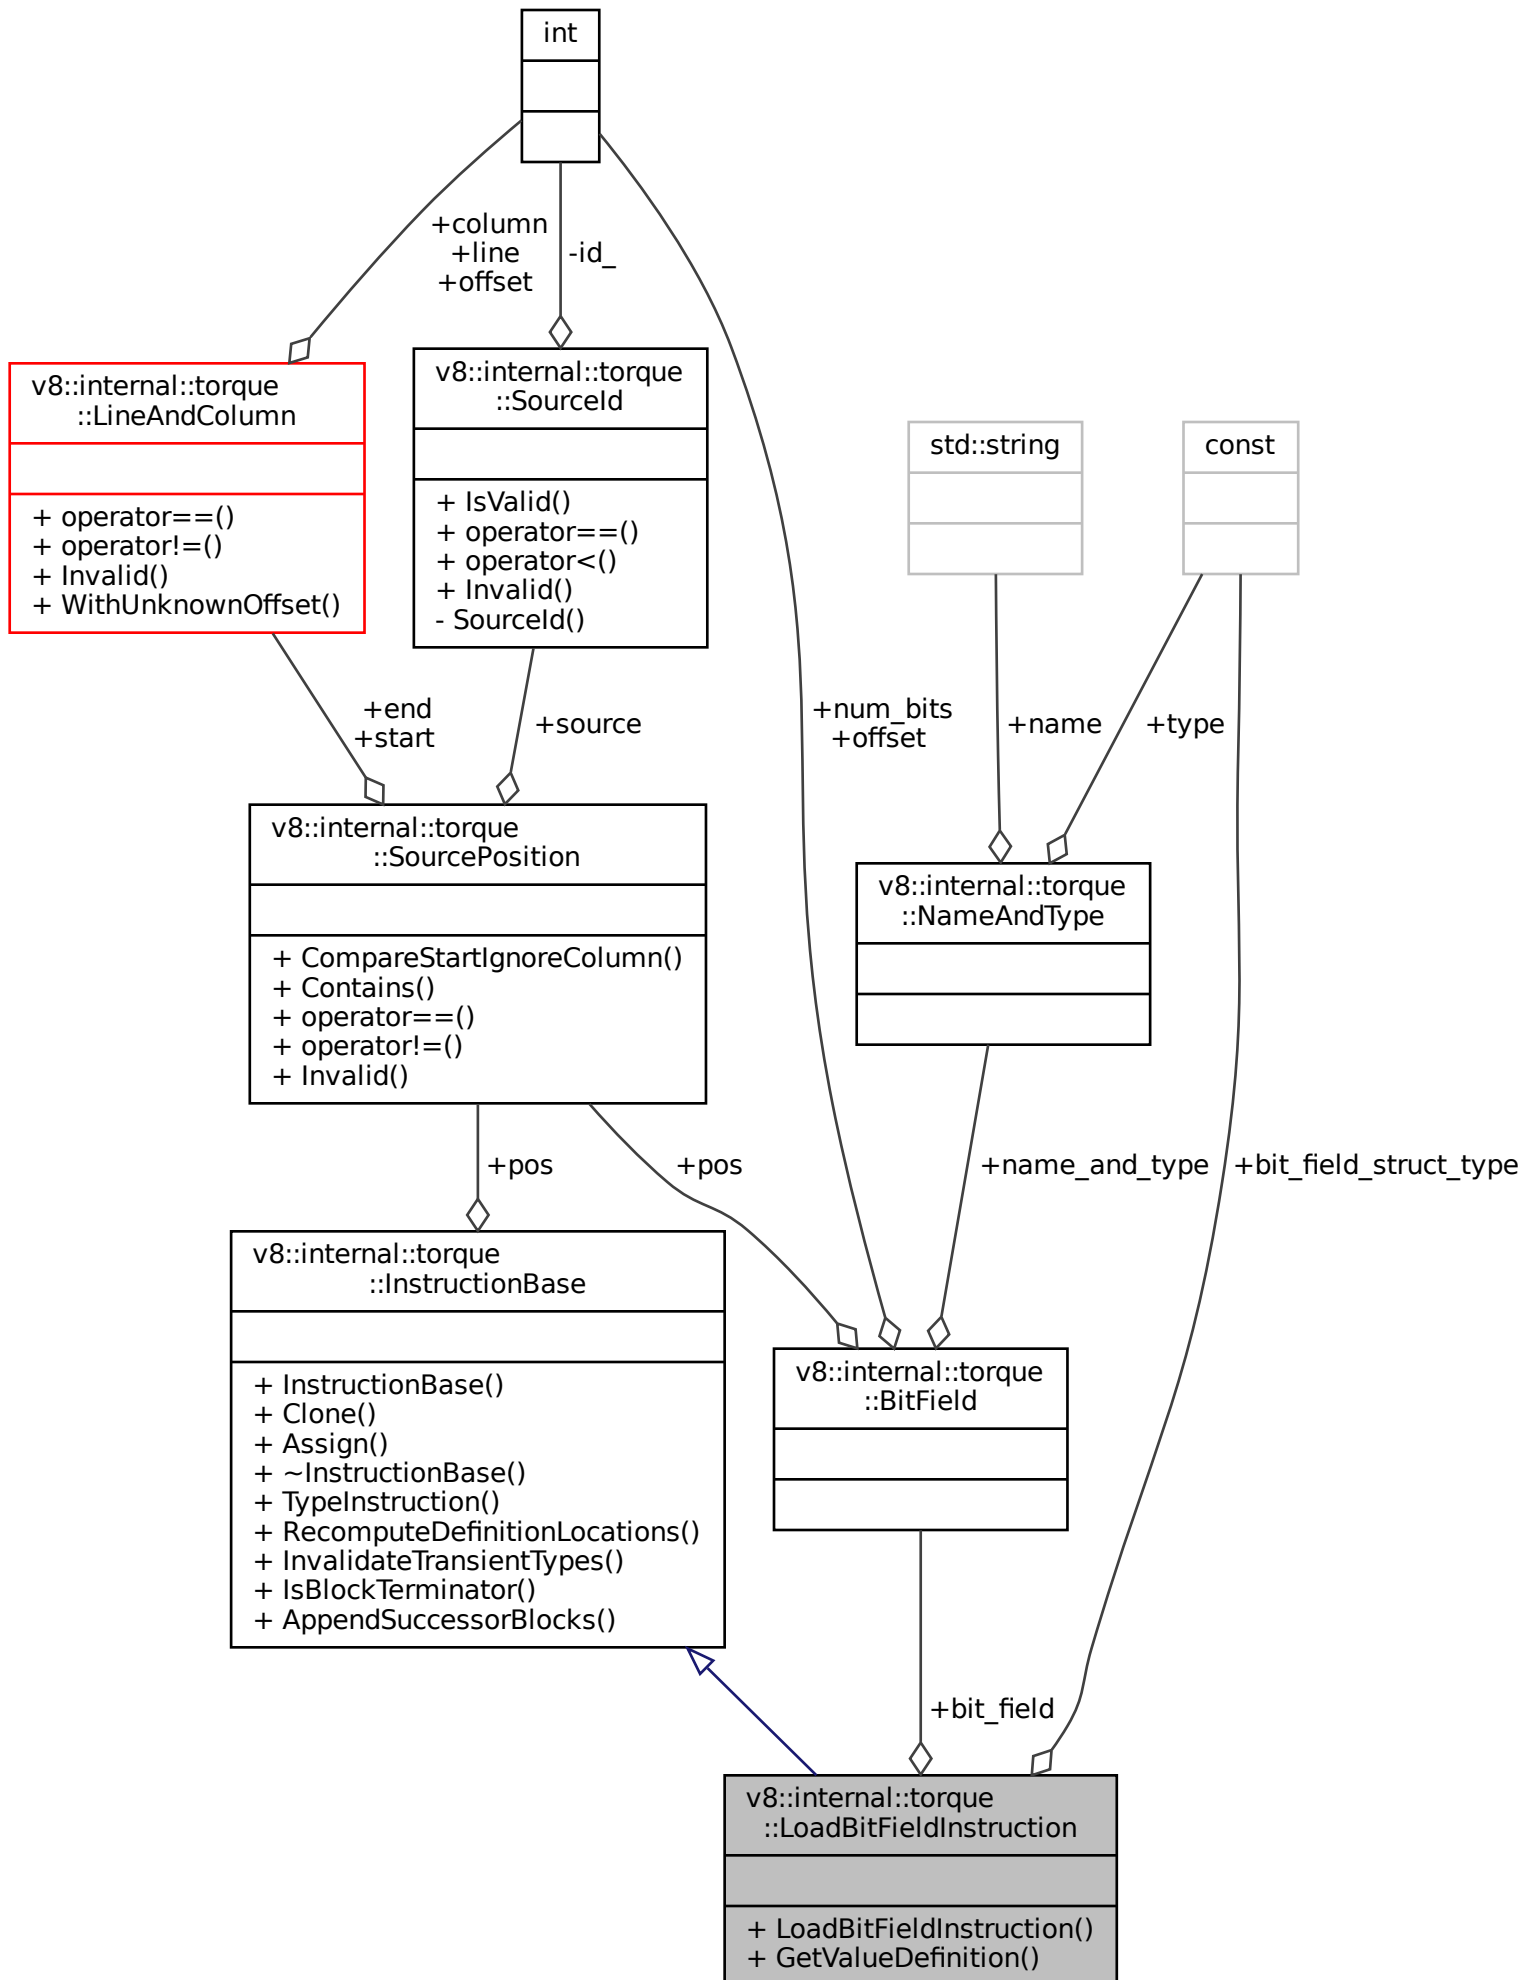 int
+column
+line
+offset
-id_
v8::internal::torque
::LineAndColumn
+ operator==()
+ operator!=()
+ Invalid()
+ WithUnknownOffset()
v8::internal::torque
::SourceId
+ IsValid()
+ operator==()
+ operator<()
+ Invalid()
- SourceId()
std::string
const
+end
+start
+source
+num_bits
+offset
+name
+type
v8::internal::torque
::SourcePosition
+ CompareStartIgnoreColumn()
+ Contains()
+ operator==()
+ operator!=()
+ Invalid()
v8::internal::torque
::NameAndType
+pos
+pos
+name_and_type
+bit_field_struct_type
v8::internal::torque
::InstructionBase
+ InstructionBase()
+ Clone()
+ Assign()
+ ~InstructionBase()
+ TypeInstruction()
+ RecomputeDefinitionLocations()
+ InvalidateTransientTypes()
+ IsBlockTerminator()
+ AppendSuccessorBlocks()
v8::internal::torque
::BitField
+bit_field
v8::internal::torque
::LoadBitFieldInstruction
+ LoadBitFieldInstruction()
+ GetValueDefinition()